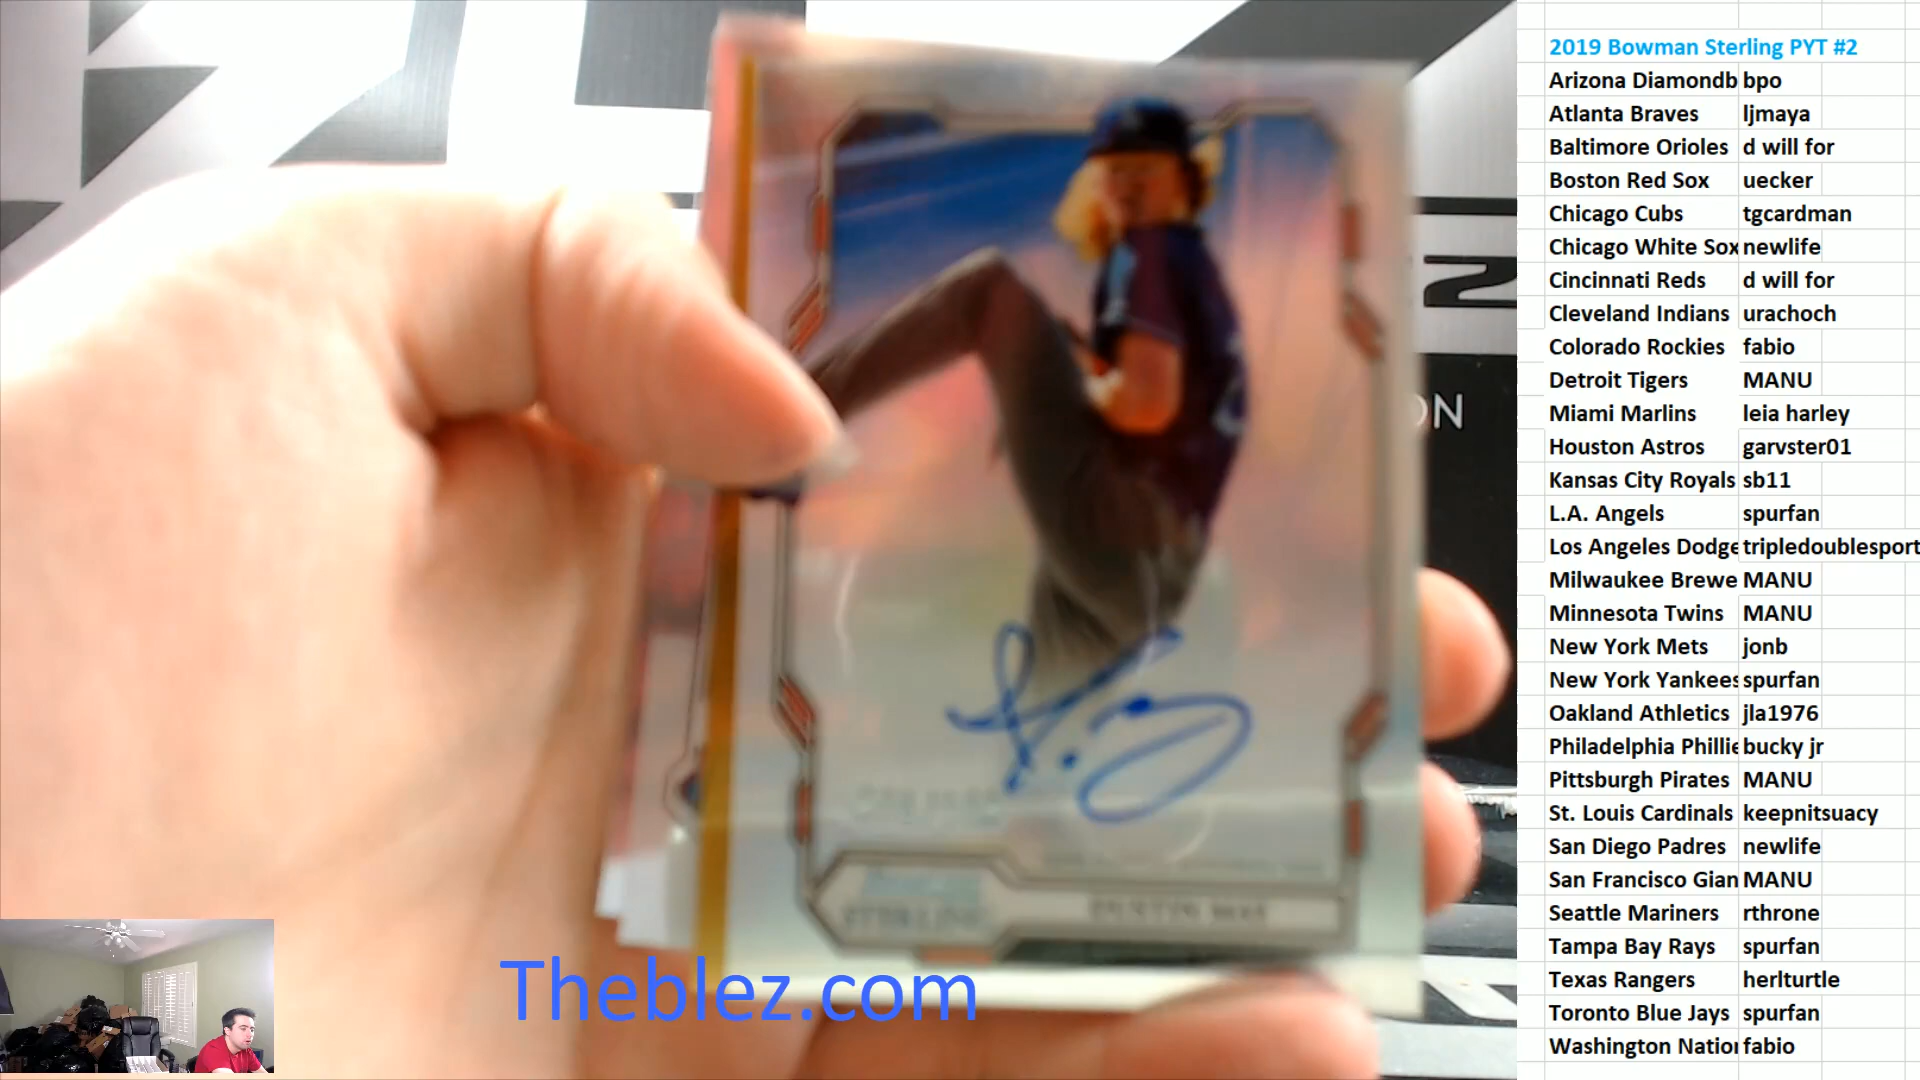 2019 Bowman Sterling PYT #2
Arizona Diamondb bpo
Atlanta Braves ljmaya
Baltimore Orioles d will for
Boston Red Sox uecker
Chicago Cubs tgcardman
Chicago White Sox newlife
Cincinnati Reds d will for
Cleveland Indians urachoch
Colorado Rockies fabio
Detroit Tigers MANU
Miami Marlins leia harley
Houston Astros garvster01
Kansas City Royals sb11
L.A. Angels spurfan
Los Angeles Dodge tripledoublesport
Milwaukee Brewe MANU
Minnesota Twins MANU
New York Mets jonb
New York Yankees spurfan
Oakland Athletics jla1976
Philadelphia Phillie bucky jr
Pittsburgh Pirates MANU
St. Louis Cardinals keepnitsuacy
San Diego Padres newlife
San Francisco Gian MANU
Seattle Mariners rthrone
Tampa Bay Rays spurfan
Texas Rangers herlturtle
Toronto Blue Jays spurfan
Washington Nation fabio
STERLING
DUSTIN MAY
Theblez.com